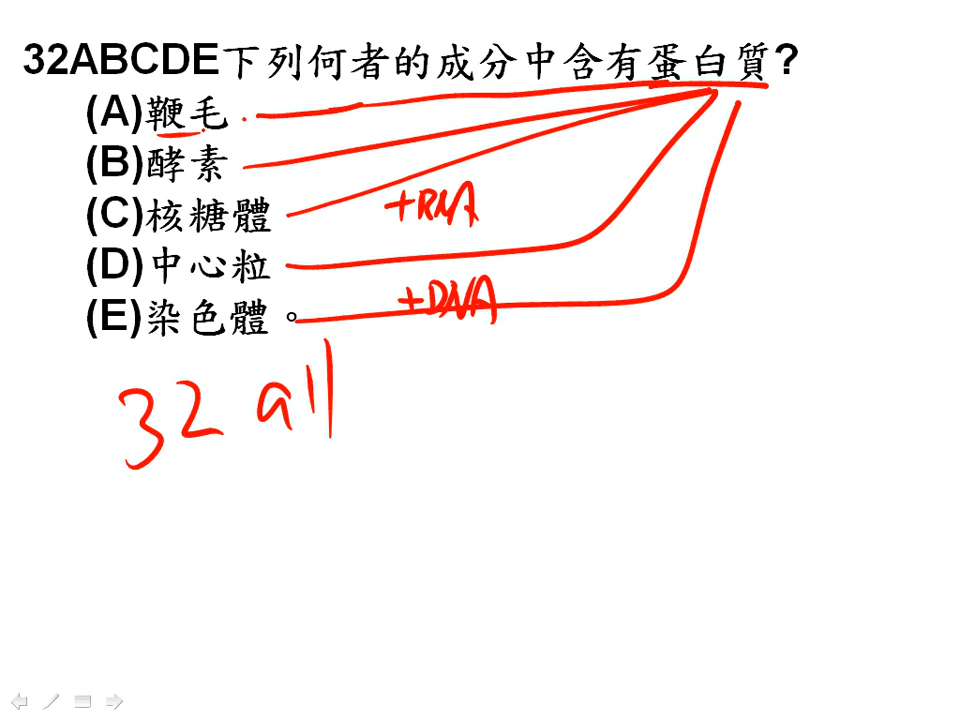 32ABCDE下列何者的成分中含有蛋白質?
(A)鞭毛
(B)酵素
(C)核糖體 +RNA
(D)中心粒
(E)染色體。 +DNA
32 all